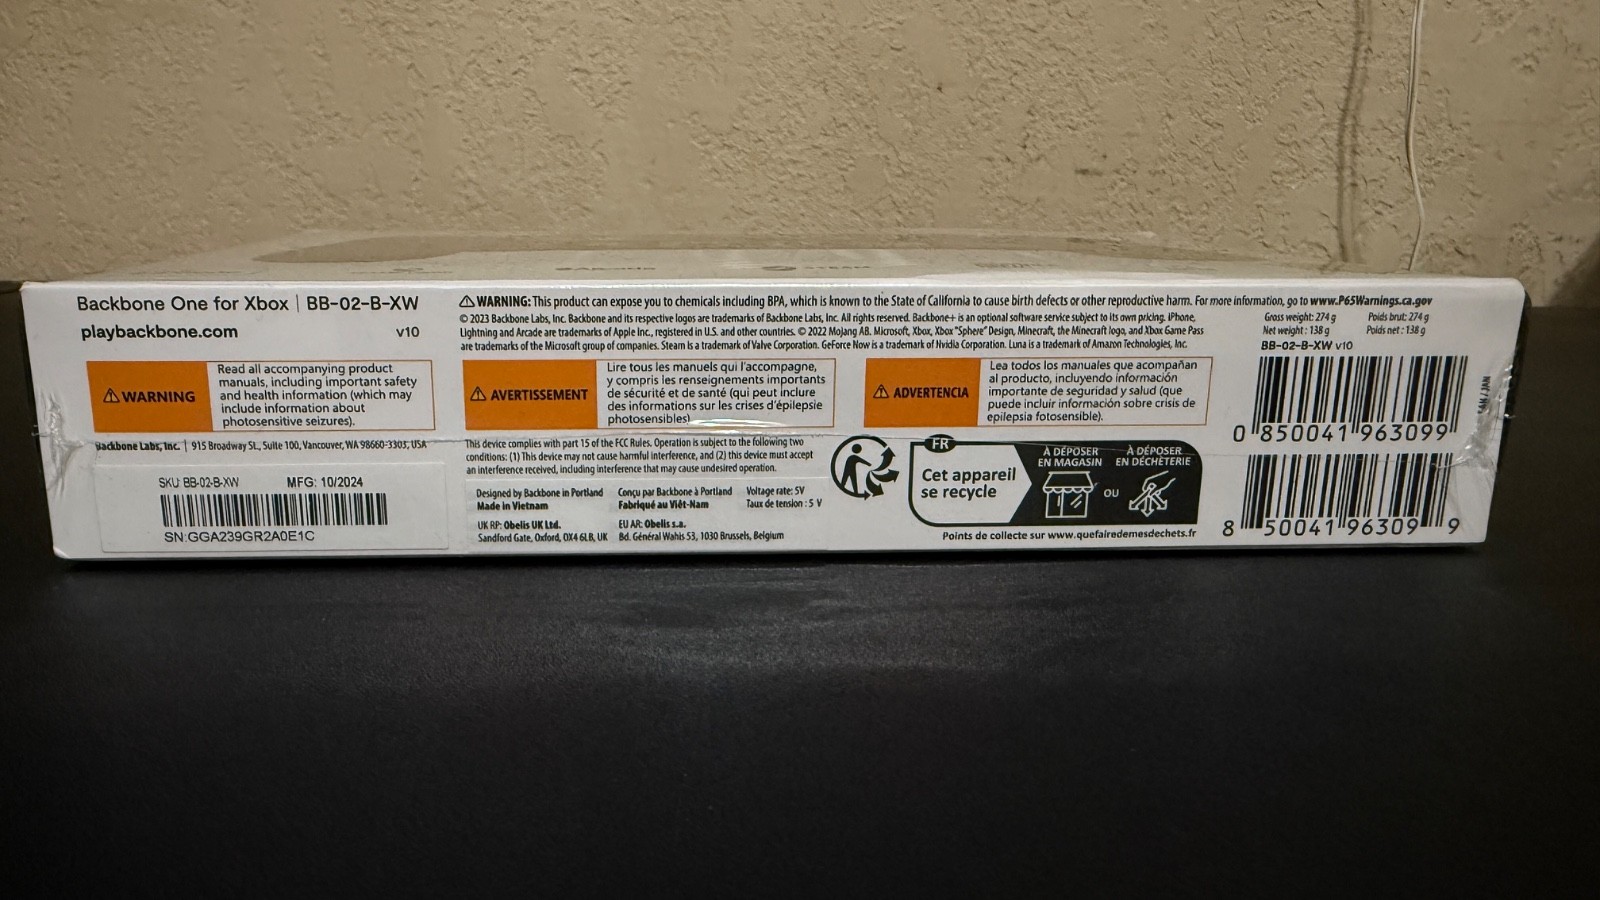 Backbone One for Xbox | BB-02-B-XW
playbackbone.com v10
⚠ WARNING: This product can expose you to chemicals including BPA, which is known to the State of California to cause birth defects or other reproductive harm. For more information, go to www.P65Warnings.ca.gov
© 2023 Backbone Labs, Inc. Backbone and its respective logos are trademarks of Backbone Labs, Inc. All rights reserved. Backbone+ is an optional software service subject to its own pricing. iPhone,
Lightning and Arcade are trademarks of Apple Inc., registered in U.S. and other countries. © 2022 Mojang AB. Microsoft, Xbox, Xbox "Sphere" Design, Minecraft, the Minecraft logo, and Xbox Game Pass
are trademarks of the Microsoft group of companies. Steam is a trademark of Valve Corporation. GeForce Now is a trademark of Nvidia Corporation. Luna is a trademark of Amazon Technologies, Inc.
Gross weight: 274 g Poids brut: 274 g
Net weight: 138 g Poids net : 138 g
BB-02-B-XW v10
⚠ WARNING
Read all accompanying product
manuals, including important safety
and health information (which may
include information about
photosensitive seizures).
⚠ AVERTISSEMENT
Lire tous les manuels qui l'accompagne,
y compris les renseignements importants
de sécurité et de santé (qui peut inclure
des informations sur les crises d'épilepsie
photosensibles)
⚠ ADVERTENCIA
Lea todos los manuales que acompañan
al producto, incluyendo información
importante de seguridad y salud (que
puede incluir información sobre crisis de
epilepsia fotosensible).
0 850041 963099
Backbone Labs, Inc. | 915 Broadway St., Suite 100, Vancouver, WA 98660-3303, USA
SKU: BB-02-B-XW MFG: 10/2024
SN:GGA239GR2A0E1C
This device complies with part 15 of the FCC Rules. Operation is subject to the following two
conditions: (1) This device may not cause harmful interference, and (2) this device must accept
an interference received, including interference that may cause undesired operation.
Designed by Backbone in Portland
Made in Vietnam
Conçu par Backbone à Portland
Fabriqué au Viêt-Nam
Voltage rate: 5V
Taux de tension : 5 V
UK RP: Obelis UK Ltd.
Sandford Gate, Oxford, OX4 6LB, UK
EU AR: Obelis s.a.
Bd. Général Wahis 53, 1030 Brussels, Belgium
FR
Cet appareil
se recycle
À DÉPOSER
EN MAGASIN
OU
À DÉPOSER
EN DÉCHÈTERIE
Points de collecte sur www.quefairedemesdechets.fr
8 50041 96309 9